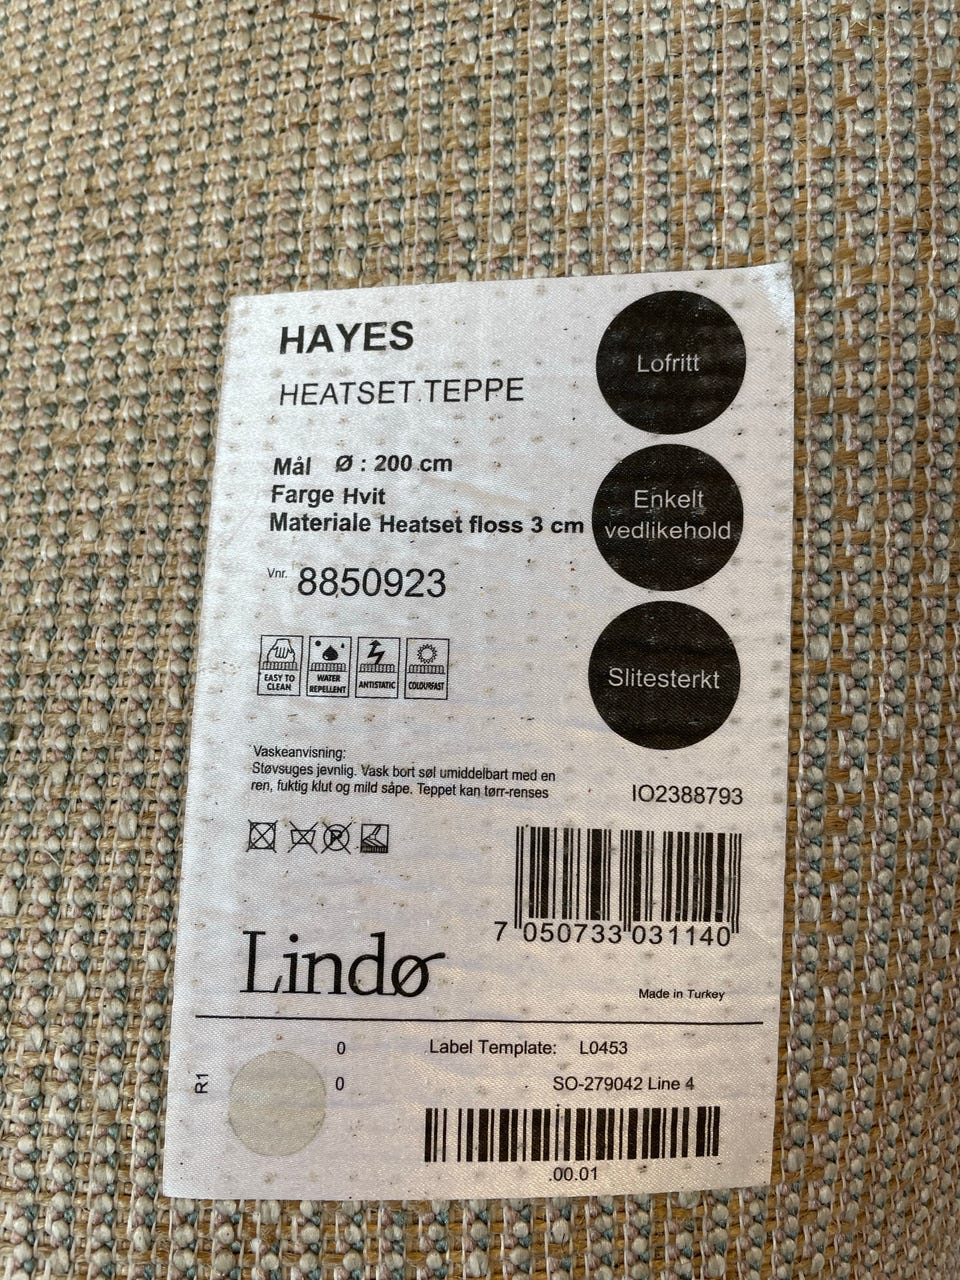 HAYES
HEATSET TEPPE
Lofritt
Mål Ø : 200 cm
Farge Hvit
Materiale Heatset floss 3 cm
Enkelt
vedlikehold
Vnr. 8850923
Slitesterkt
EASY TO
CLEAN
WATER
REPELLENT
ANTISTATIC
COLOURFAST
Vaskeanvisning:
Støvsuges jevnlig. Vask bort søl umiddelbart med en
ren, fuktig klut og mild såpe. Teppet kan tørr-renses
IO2388793
7 050733 031140
Lindø
Made in Turkey
R1
0
0
Label Template: L0453
SO-279042 Line 4
.00.01